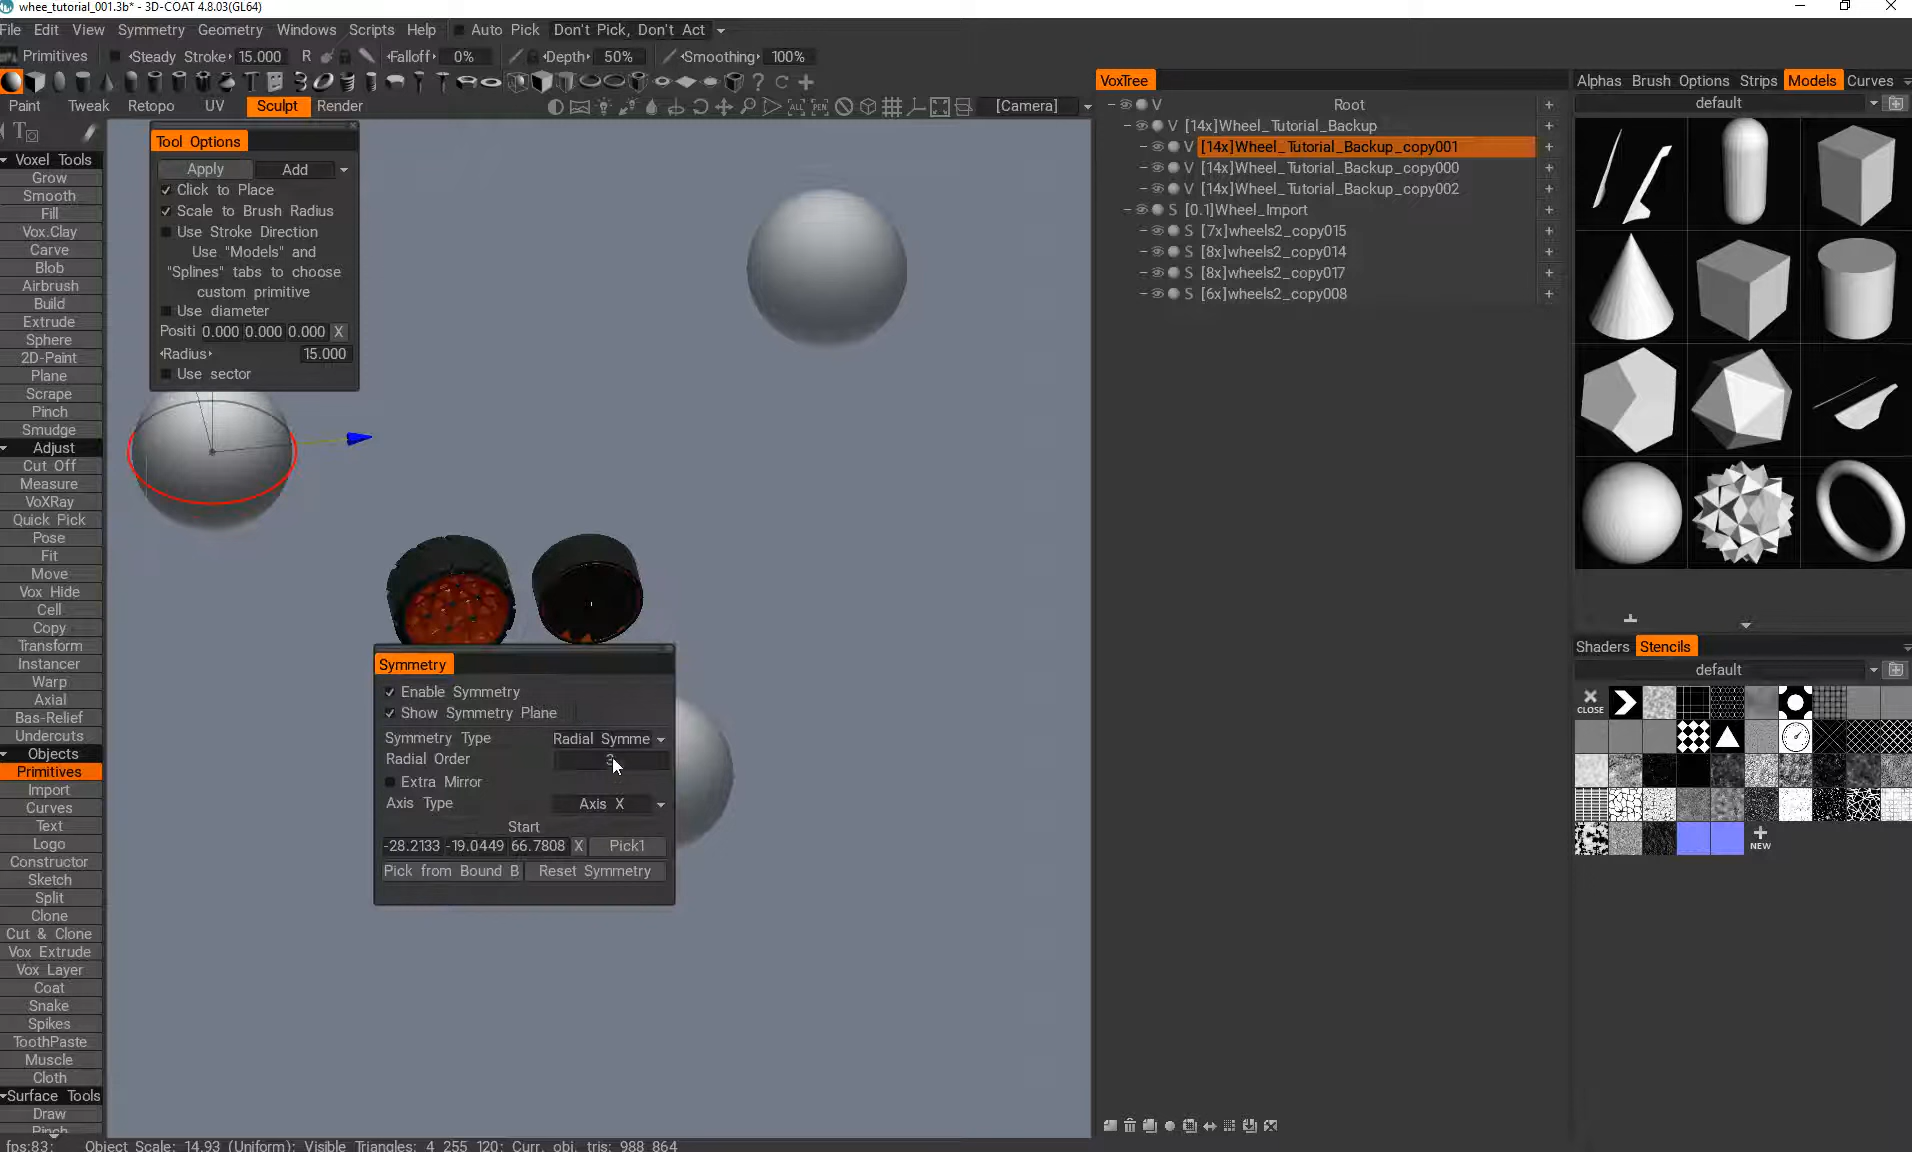 whee_tutorial_001.3b* - 3D-COAT 4.8.03(GL64)
File Edit View Symmetry Geometry Windows Scripts Help Auto Pick Don't Pick, Don't Act
Primitives Steady Stroke 15.000 R Falloff 0% Depth 50% Smoothing 100%
Paint Tweak Retopo UV Sculpt Render [Camera]
Tool Options
Apply Add
Click to Place
Scale to Brush Radius
Use Stroke Direction
Use "Models" and
"Splines" tabs to choose
custom primitive
Use diameter
Positi 0.000 0.000 0.000 X
Radius 15.000
Use sector
Voxel Tools
Grow
Smooth
Fill
Vox.Clay
Carve
Blob
Airbrush
Build
Extrude
Sphere
2D-Paint
Plane
Scrape
Pinch
Smudge
Adjust
Cut Off
Measure
VoXRay
Quick Pick
Pose
Fit
Move
Vox Hide
Cell
Copy
Transform
Instancer
Warp
Axial
Bas-Relief
Undercuts
Objects
Primitives
Import
Curves
Text
Logo
Constructor
Sketch
Split
Clone
Cut & Clone
Vox Extrude
Vox Layer
Coat
Snake
Spikes
ToothPaste
Muscle
Cloth
Surface Tools
Draw
Pinch
Symmetry
Enable Symmetry
Show Symmetry Plane
Symmetry Type Radial Symme
Radial Order 3
Extra Mirror
Axis Type Axis X
Start
-28.2133 -19.0449 66.7808 X Pick1
Pick from Bound B Reset Symmetry
VoxTree
V Root +
V [14x]Wheel_Tutorial_Backup +
V [14x]Wheel_Tutorial_Backup_copy001 +
V [14x]Wheel_Tutorial_Backup_copy000 +
V [14x]Wheel_Tutorial_Backup_copy002 +
S [0.1]Wheel_Import +
S [7x]wheels2_copy015 +
S [8x]wheels2_copy014 +
S [8x]wheels2_copy017 +
S [6x]wheels2_copy008 +
Alphas Brush Options Strips Models Curves
default
Shaders Stencils
default
CLOSE
NEW
fps:83; Object Scale: 14.93 (Uniform); Visible Triangles: 4 255 120; Curr. obj. tris: 988 864